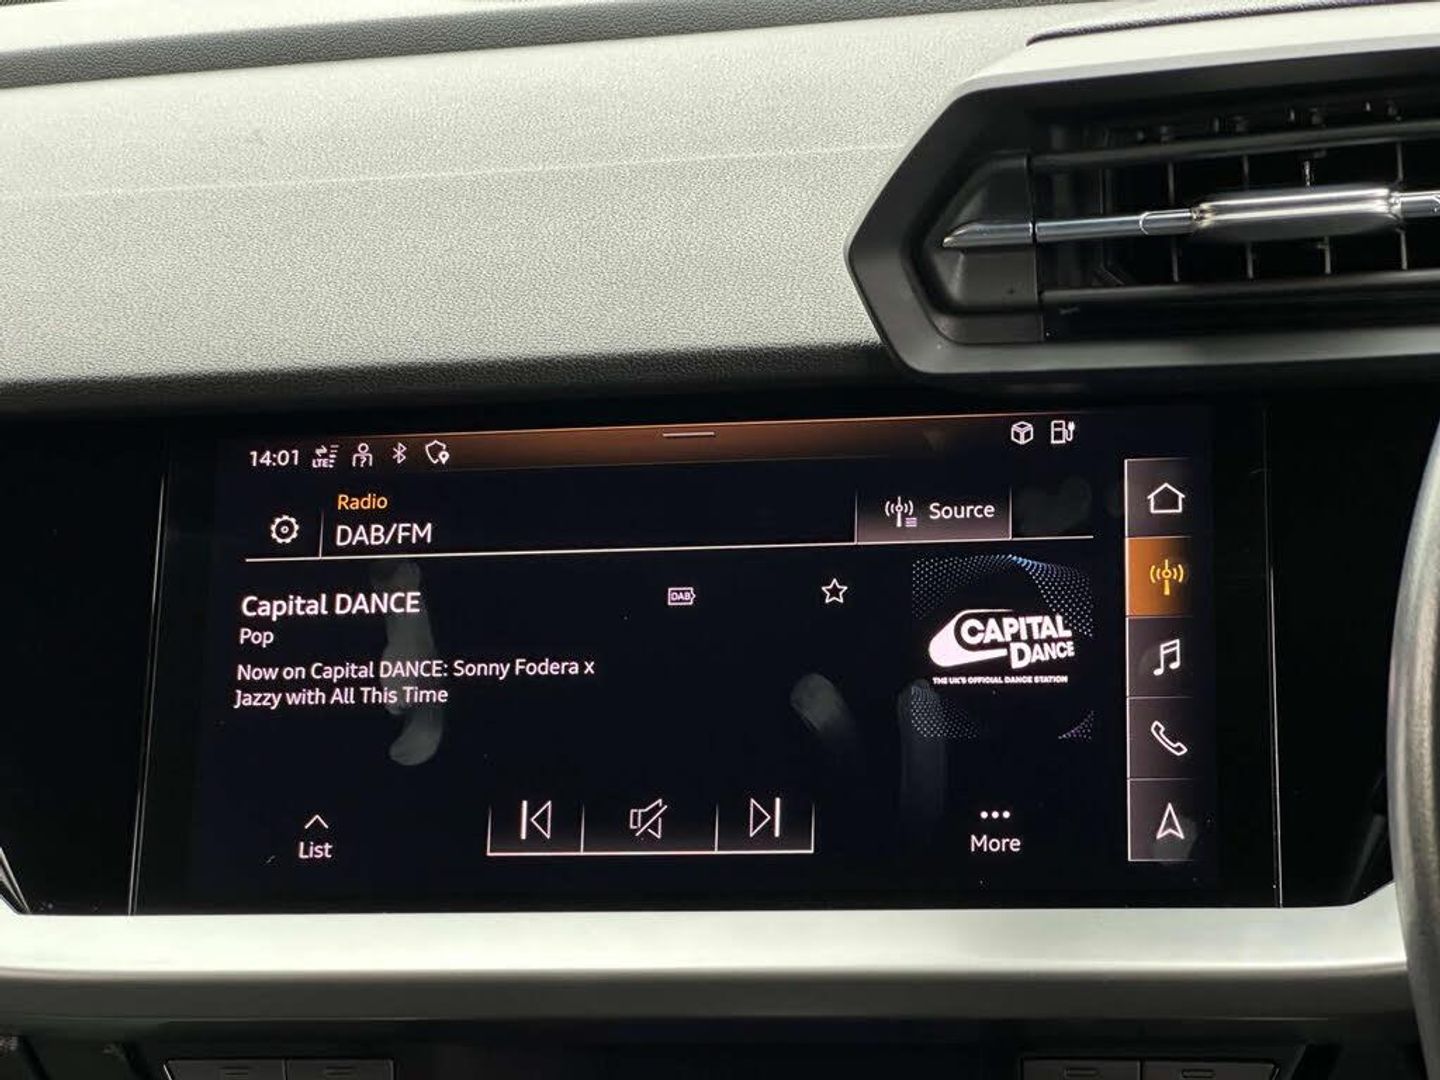 14:01 LTE
Radio
DAB/FM
Source
Capital DANCE
DAB
Pop
Now on Capital DANCE: Sonny Fodera x
Jazzy with All This Time
CAPITAL
DANCE
THE UK'S OFFICIAL DANCE STATION
List
More